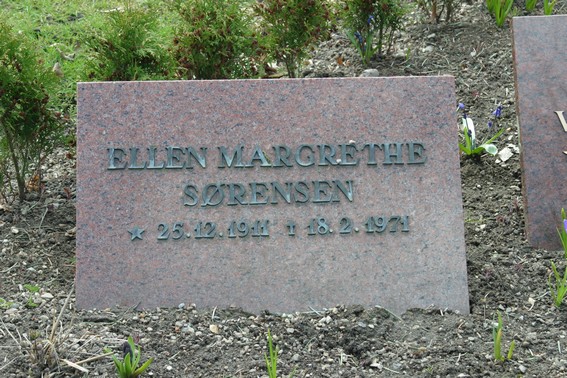 ELLEN MARGRETHE
SØRENSEN
★ 25.12.1911 ✝ 18.2.1971